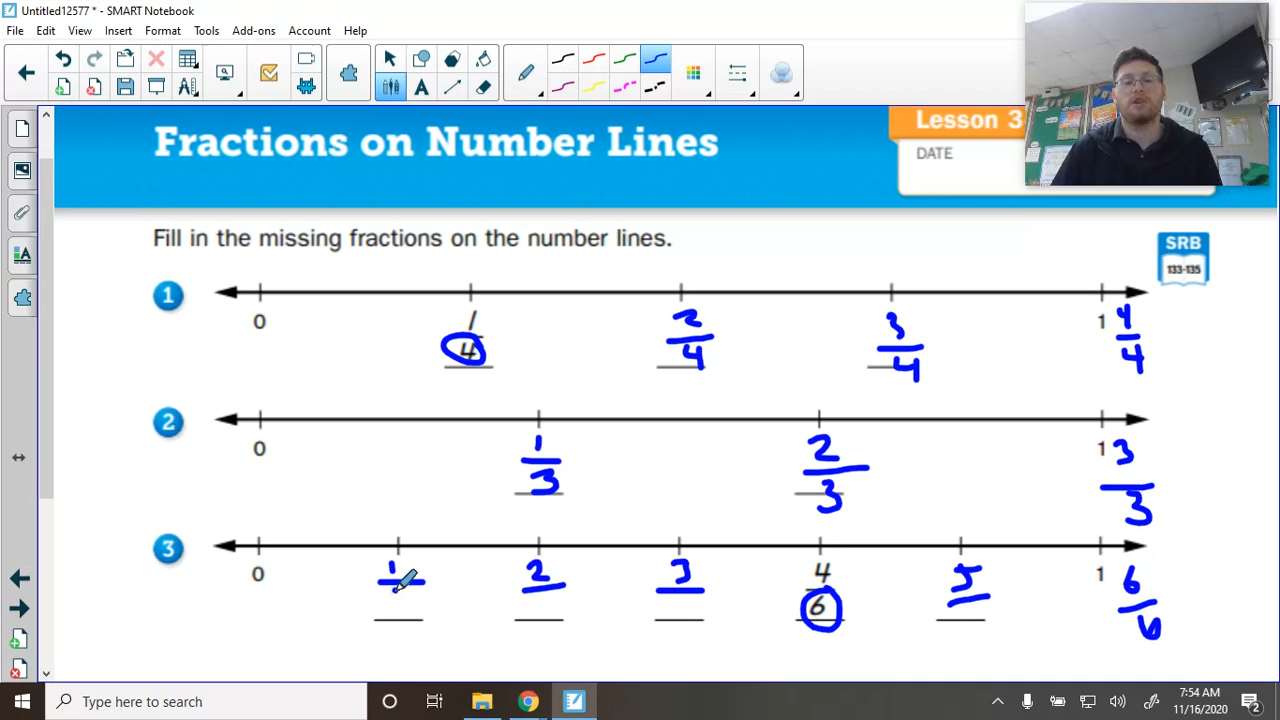 Untitled12577 * - SMART Notebook
File Edit View Insert Format Tools Add-ons Account Help
Fractions on Number Lines
Lesson 3
DATE
Fill in the missing fractions on the number lines.
SRB
133-135
1
0 1/4 2/4 3/4 1 4/4
2
0 1/3 2/3 1 3/3
3
0 1 2 3 4/6 5 1 6/6
Type here to search
7:54 AM
11/16/2020
2